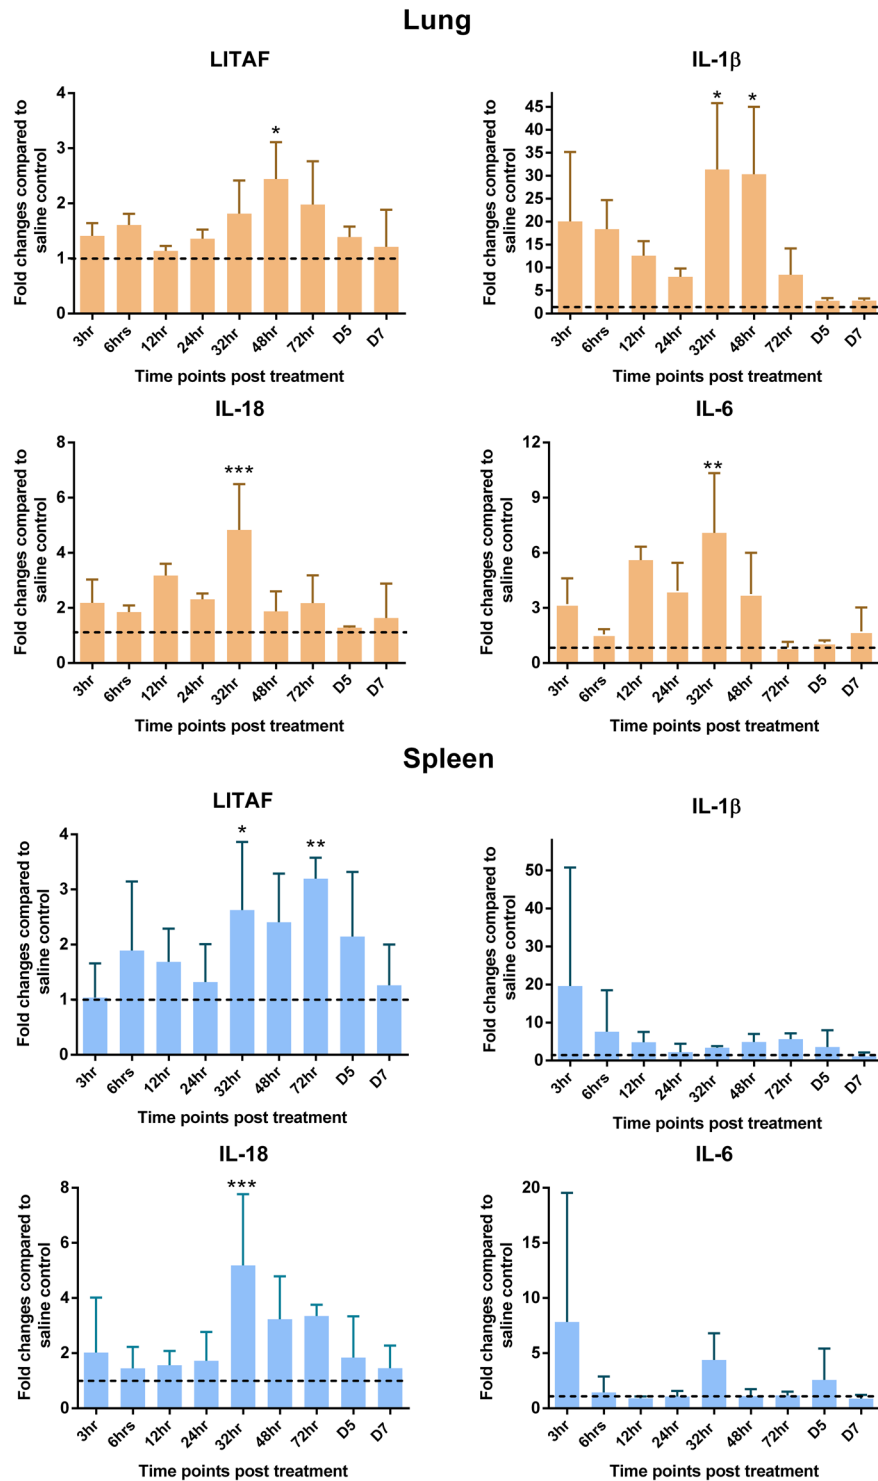 Lung
LITAF
Fold changes compared to
saline control
4
3
2
1
0
*
3hr 6hrs 12hr 24hr 32hr 48hr 72hr D5 D7
Time points post treatment
IL-1β
Fold changes compared to
saline control
45
40
35
30
25
20
15
10
5
0
* *
3hr 6hrs 12hr 24hr 32hr 48hr 72hr D5 D7
Time points post treatment
IL-18
Fold changes compared to
saline control
8
6
4
2
0
***
3hr 6hrs 12hr 24hr 32hr 48hr 72hr D5 D7
Time points post treatment
IL-6
Fold changes compared to
saline control
12
9
6
3
0
**
3hr 6hrs 12hr 24hr 32hr 48hr 72hr D5 D7
Time points post treatment
Spleen
LITAF
Fold changes compared to
saline control
4
3
2
1
0
* **
3hr 6hrs 12hr 24hr 32hr 48hr 72hr D5 D7
Time points post treatment
IL-1β
Fold changes compared to
saline control
50
40
30
20
10
0
3hr 6hrs 12hr 24hr 32hr 48hr 72hr D5 D7
Time points post treatment
IL-18
Fold changes compared to
saline control
8
6
4
2
0
***
3hr 6hrs 12hr 24hr 32hr 48hr 72hr D5 D7
Time points post treatment
IL-6
Fold changes compared to
saline control
20
15
10
5
0
3hr 6hrs 12hr 24hr 32hr 48hr 72hr D5 D7
Time points post treatment